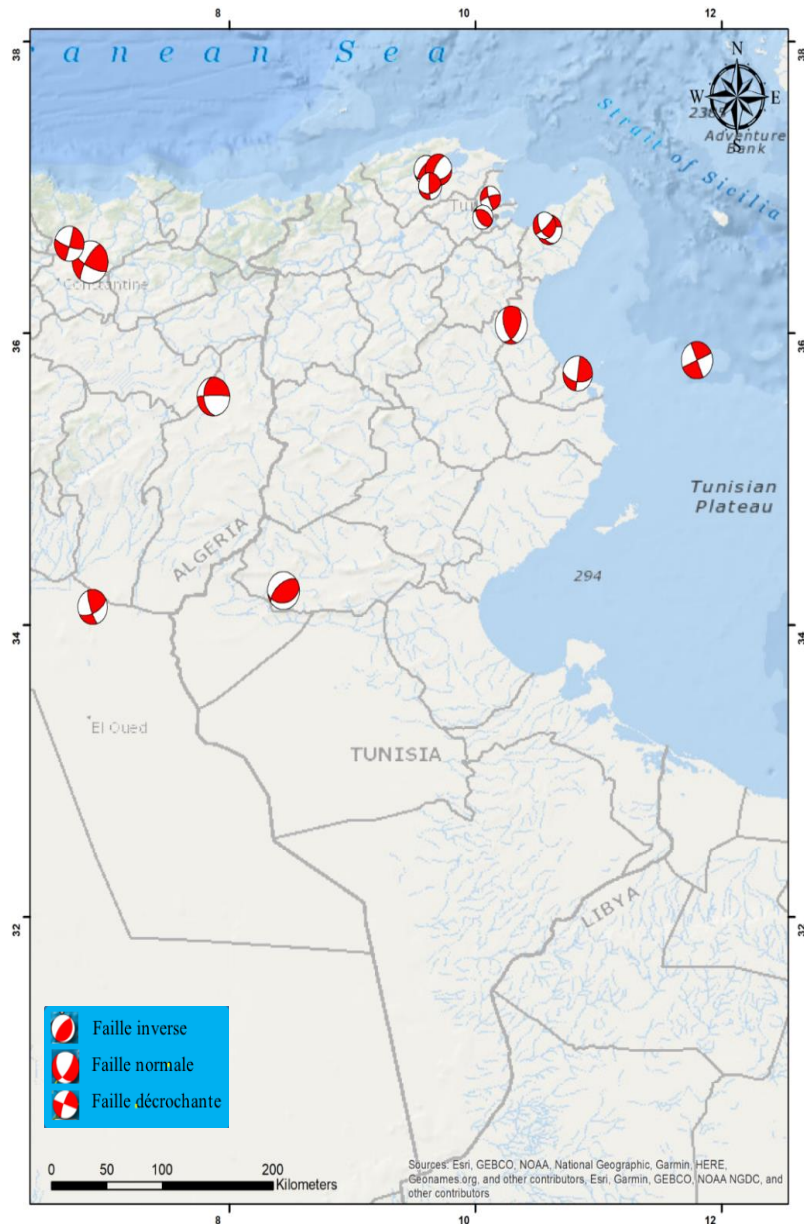 8 10 12
38 38
r a n e a n S e a
N
W E
S
2385
Adventure
Bank
Strait of Sicilia
Constantine
36 36
Tunisian
Plateau
ALGERIA
294
34 34
El Oued
TUNISIA
32 32
LIBYA
Faille inverse
Faille normale
Faille décrochante
0 50 100 200
Kilometers
Sources: Esri, GEBCO, NOAA, National Geographic, Garmin, HERE,
Geonames.org, and other contributors, Esri, Garmin, GEBCO, NOAA NGDC, and
other contributors
8 10 12